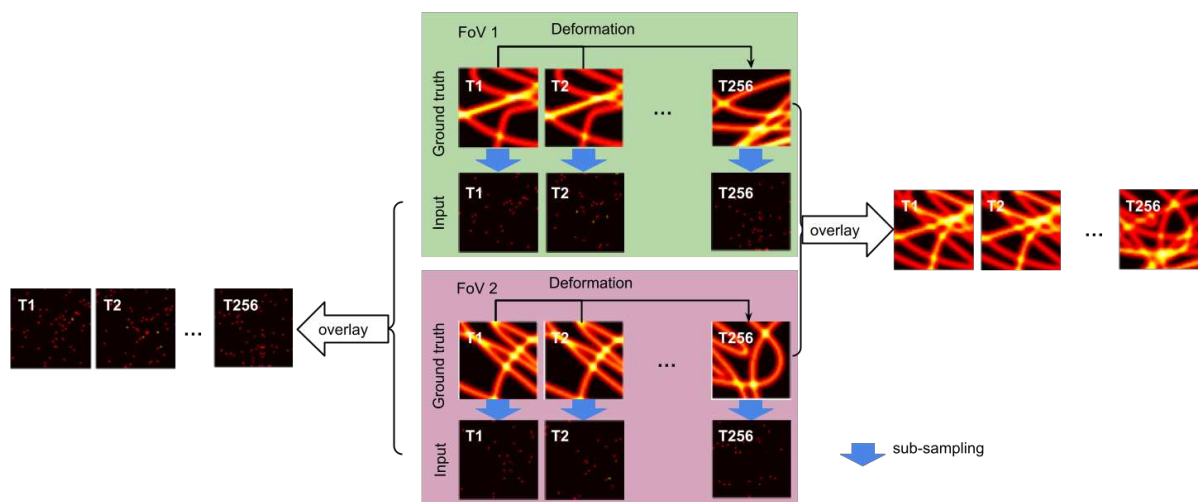 FoV 1
Deformation
Ground truth
T1
T2
...
T256
Input
T1
T2
T256
FoV 2
Deformation
Ground truth
T1
T2
...
T256
Input
T1
T2
T256
T1
T2
...
T256
overlay
overlay
T1
T2
...
T256
sub-sampling